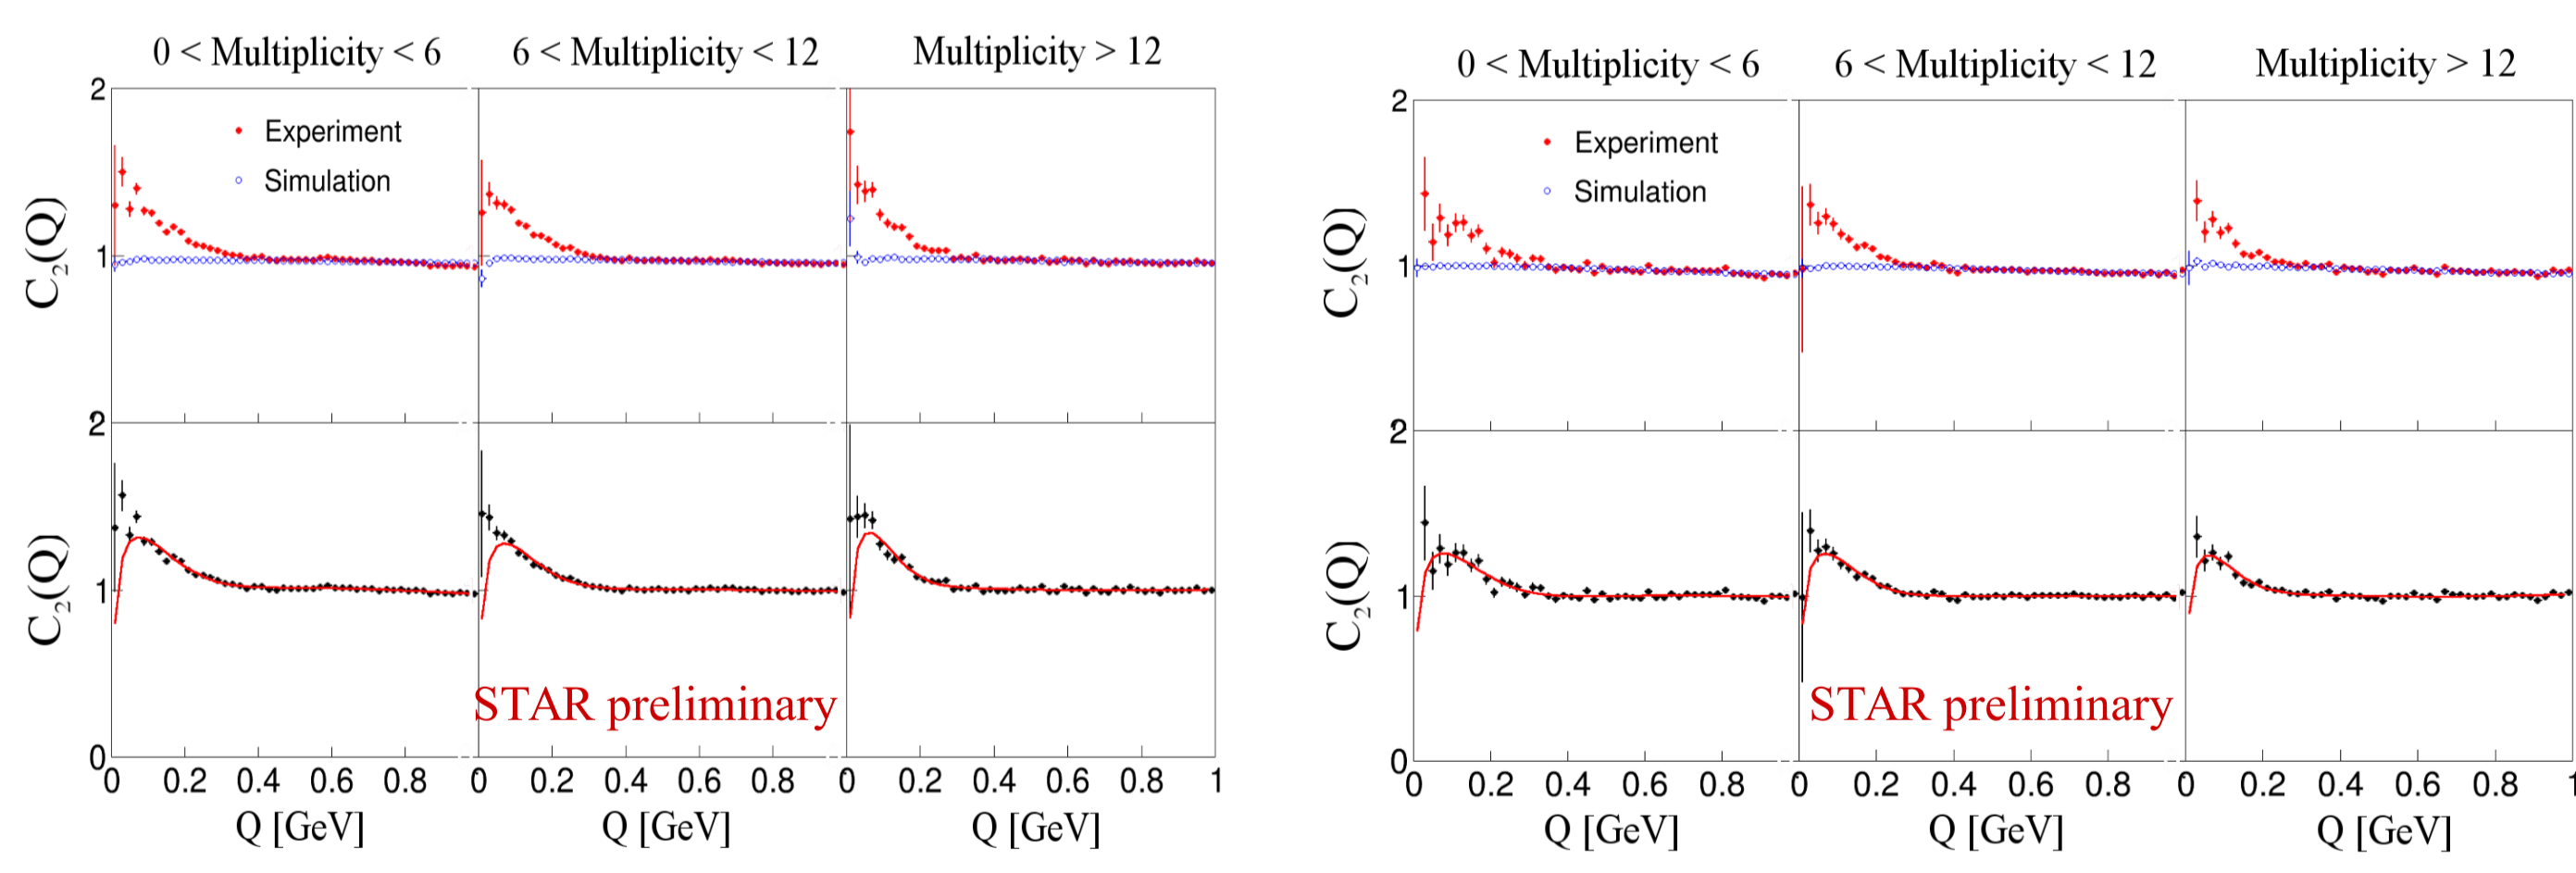 0 < Multiplicity < 6
6 < Multiplicity < 12
Multiplicity > 12
2
Experiment
Simulation
C2(Q)
1
2
C2(Q)
1
STAR preliminary
0
0 0.2 0.4 0.6 0.8 0 0.2 0.4 0.6 0.8 0 0.2 0.4 0.6 0.8 1
Q [GeV] Q [GeV] Q [GeV]
0 < Multiplicity < 6
6 < Multiplicity < 12
Multiplicity > 12
2
Experiment
Simulation
C2(Q)
1
2
C2(Q)
1
STAR preliminary
0
0 0.2 0.4 0.6 0.8 0 0.2 0.4 0.6 0.8 0 0.2 0.4 0.6 0.8 1
Q [GeV] Q [GeV] Q [GeV]